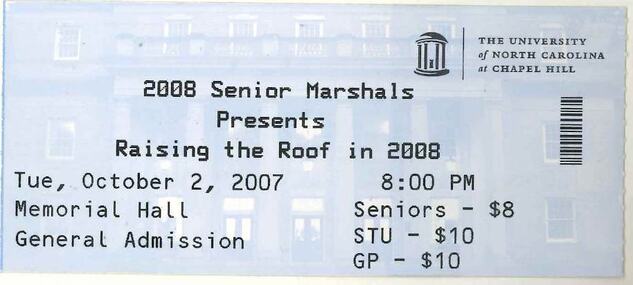 THE UNIVERSITY
of NORTH CAROLINA
at CHAPEL HILL
2008 Senior Marshals
Presents
Raising the Roof in 2008
Tue, October 2, 2007 8:00 PM
Memorial Hall Seniors - $8
General Admission STU - $10
GP - $10